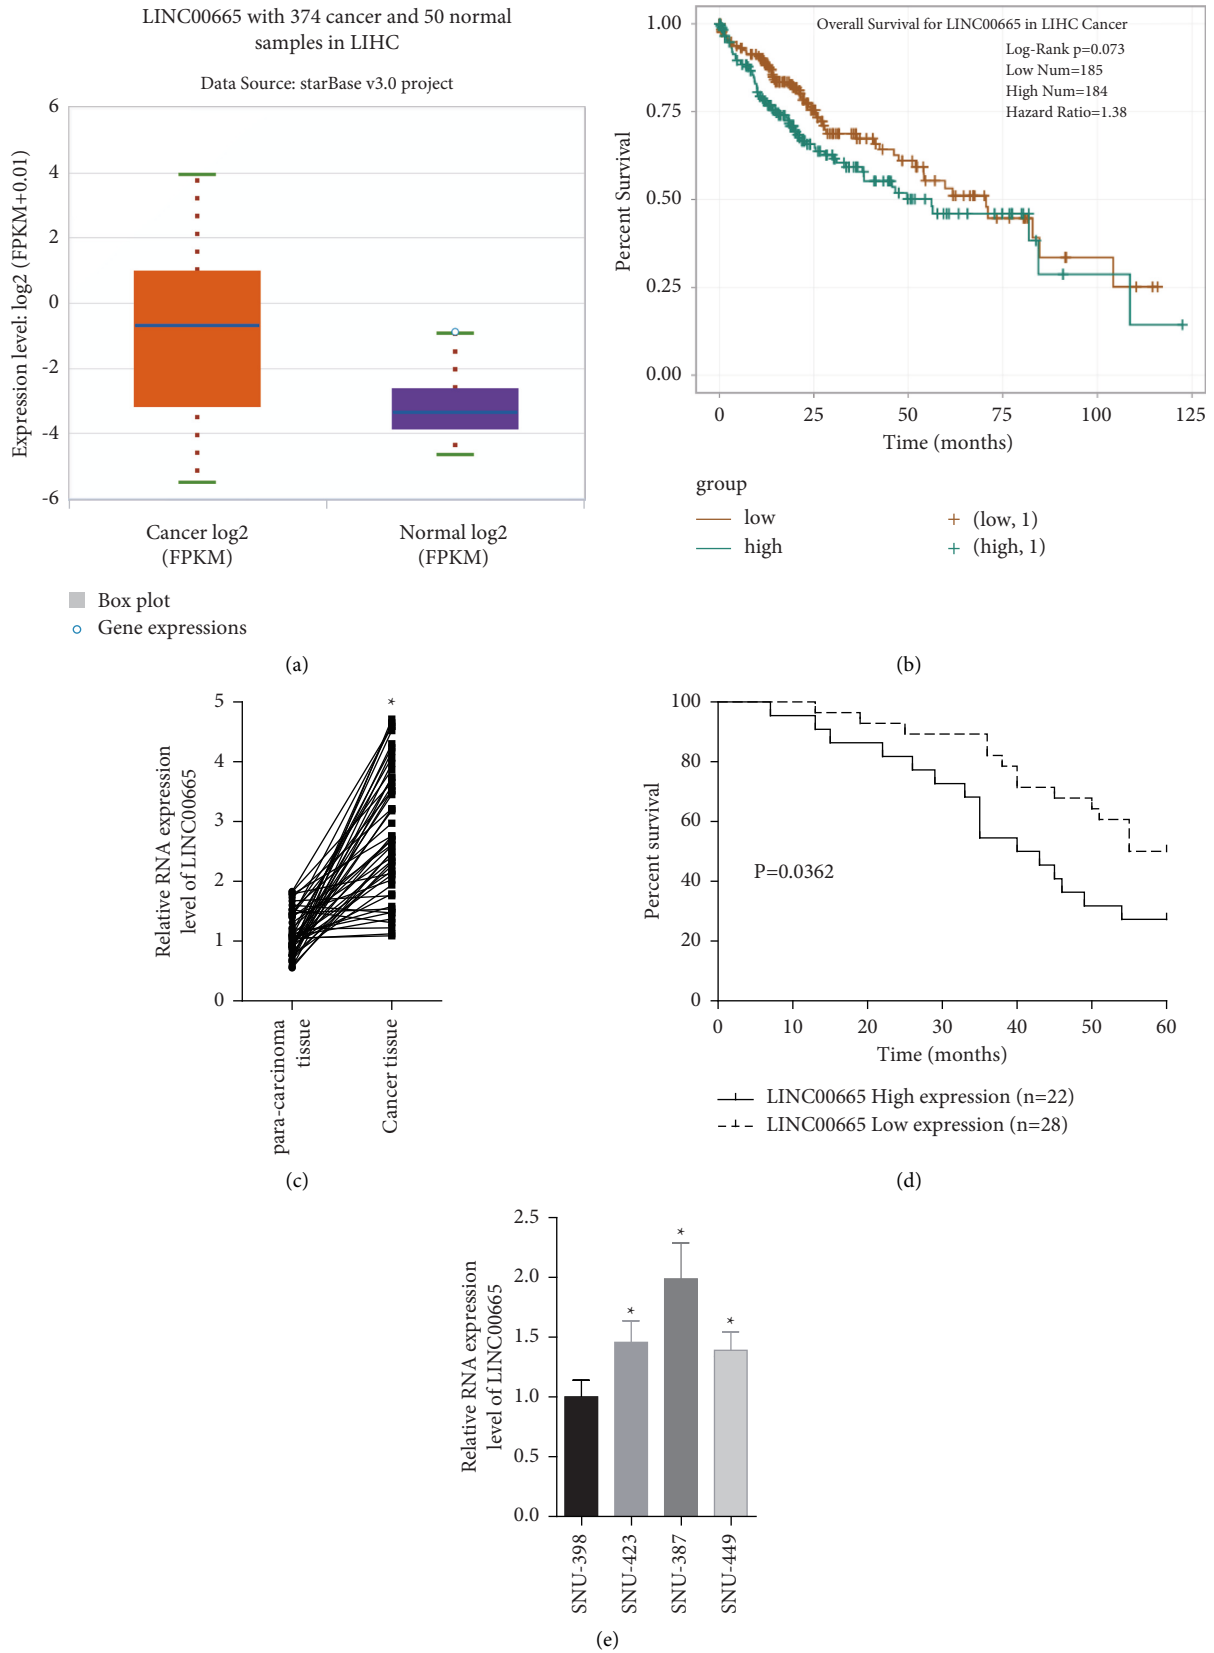 LINC00665 with 374 cancer and 50 normal
samples in LIHC
Data Source: starBase v3.0 project
Expression level: log2 (FPKM+0.01)
6
4
2
0
-2
-4
-6
Cancer log2
(FPKM)
Normal log2
(FPKM)
Box plot
Gene expressions
(a)
Overall Survival for LINC00665 in LIHC Cancer
Log-Rank p=0.073
Low Num=185
High Num=184
Hazard Ratio=1.38
Percent Survival
1.00
0.75
0.50
0.25
0.00
0 25 50 75 100 125
Time (months)
group
low
high
(low, 1)
(high, 1)
(b)
Relative RNA expression
level of LINC00665
5
4
3
2
1
0
*
para-carcinoma
tissue
Cancer tissue
(c)
Percent survival
100
80
60
40
20
0
P=0.0362
0 10 20 30 40 50 60
Time (months)
LINC00665 High expression (n=22)
LINC00665 Low expression (n=28)
(d)
Relative RNA expression
level of LINC00665
2.5
2.0
1.5
1.0
0.5
0.0
* * *
SNU-398
SNU-423
SNU-387
SNU-449
(e)